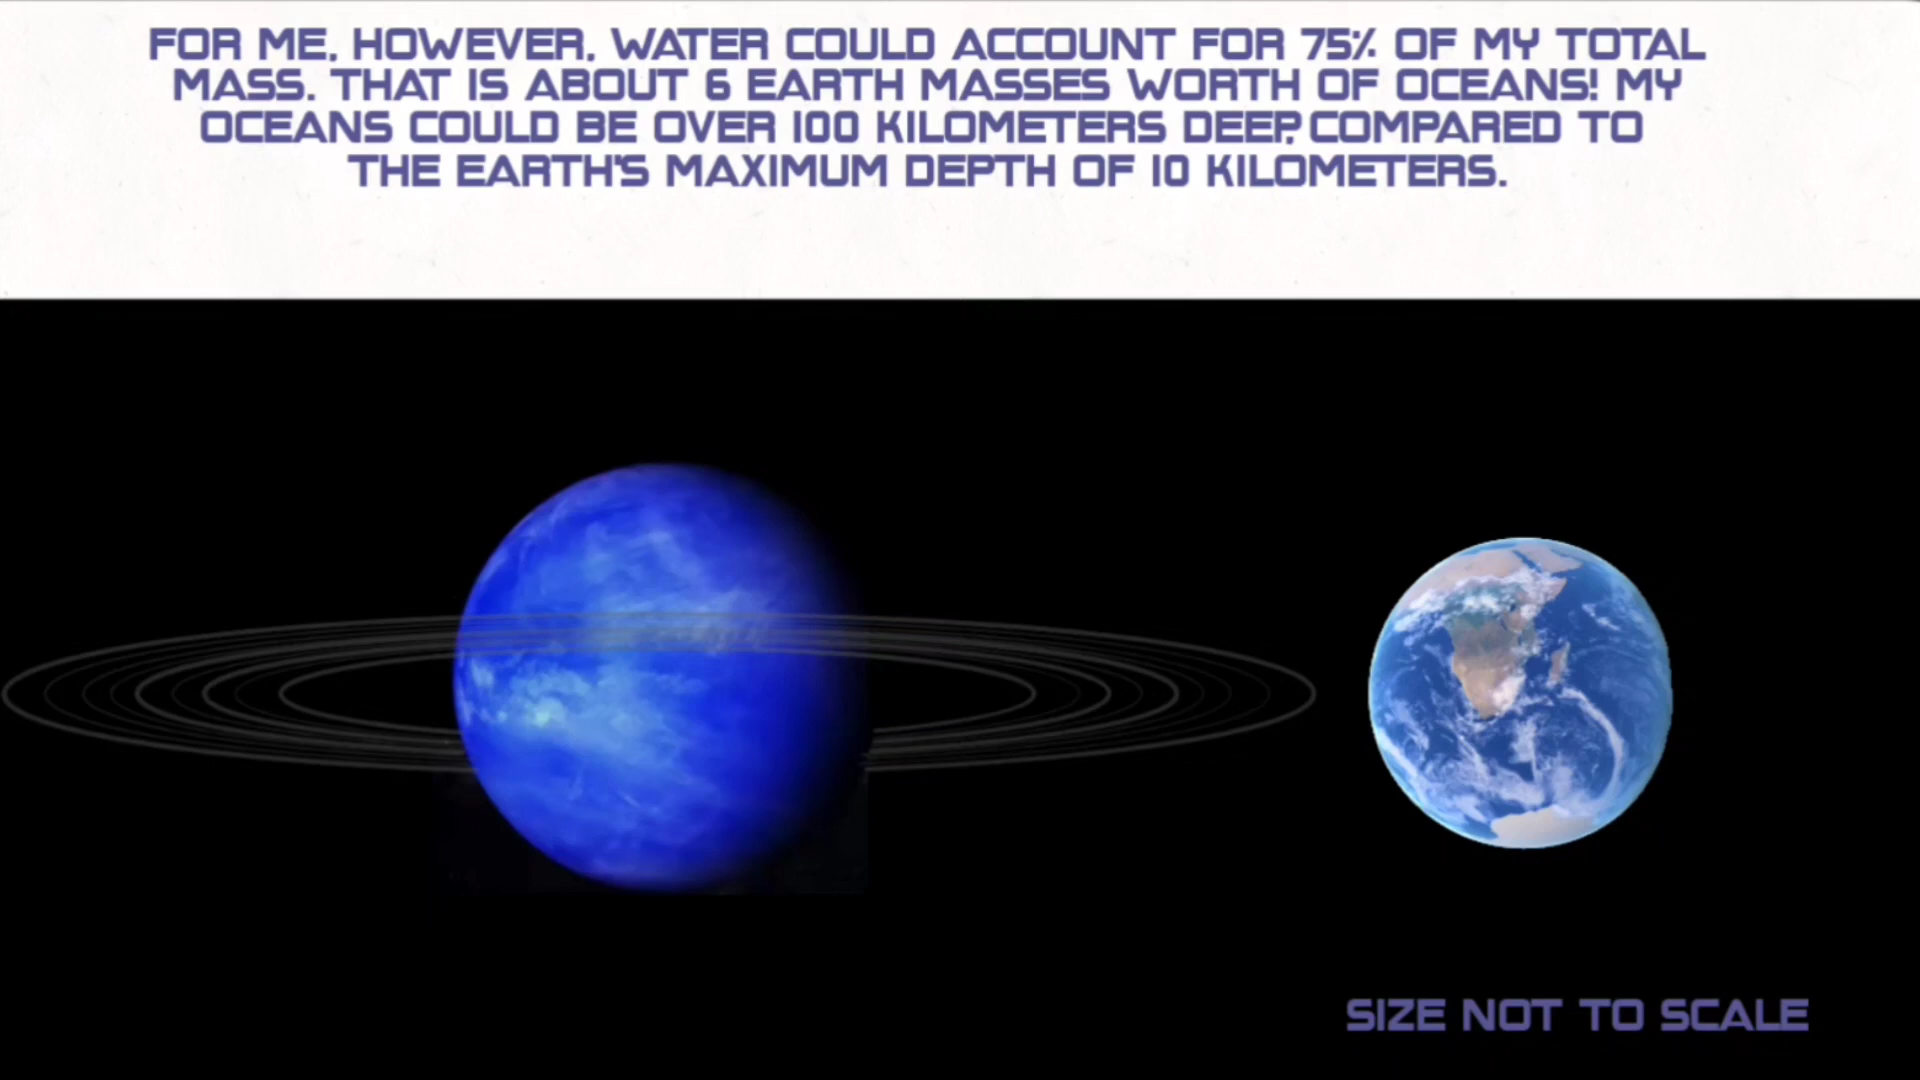 FOR ME, HOWEVER, WATER COULD ACCOUNT FOR 75% OF MY TOTAL
MASS. THAT IS ABOUT 6 EARTH MASSES WORTH OF OCEANS! MY
OCEANS COULD BE OVER 100 KILOMETERS DEEP, COMPARED TO
THE EARTH'S MAXIMUM DEPTH OF 10 KILOMETERS.
SIZE NOT TO SCALE